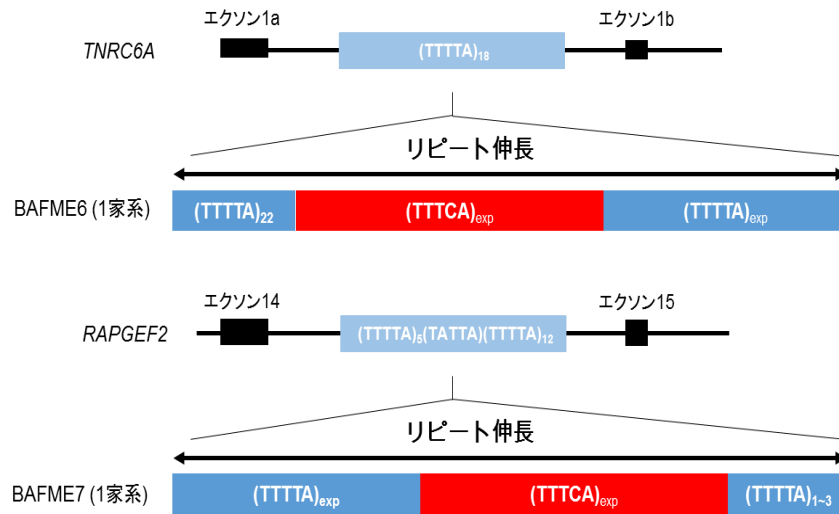 エクソン1a エクソン1b
TNRC6A (TTTTA)18
リピート伸長
BAFME6 (1家系) (TTTTA)22 (TTTCA)exp (TTTTA)exp
エクソン14 エクソン15
RAPGEF2 (TTTTA)5(TATTA)(TTTTA)12
リピート伸長
BAFME7 (1家系) (TTTTA)exp (TTTCA)exp (TTTTA)1~3